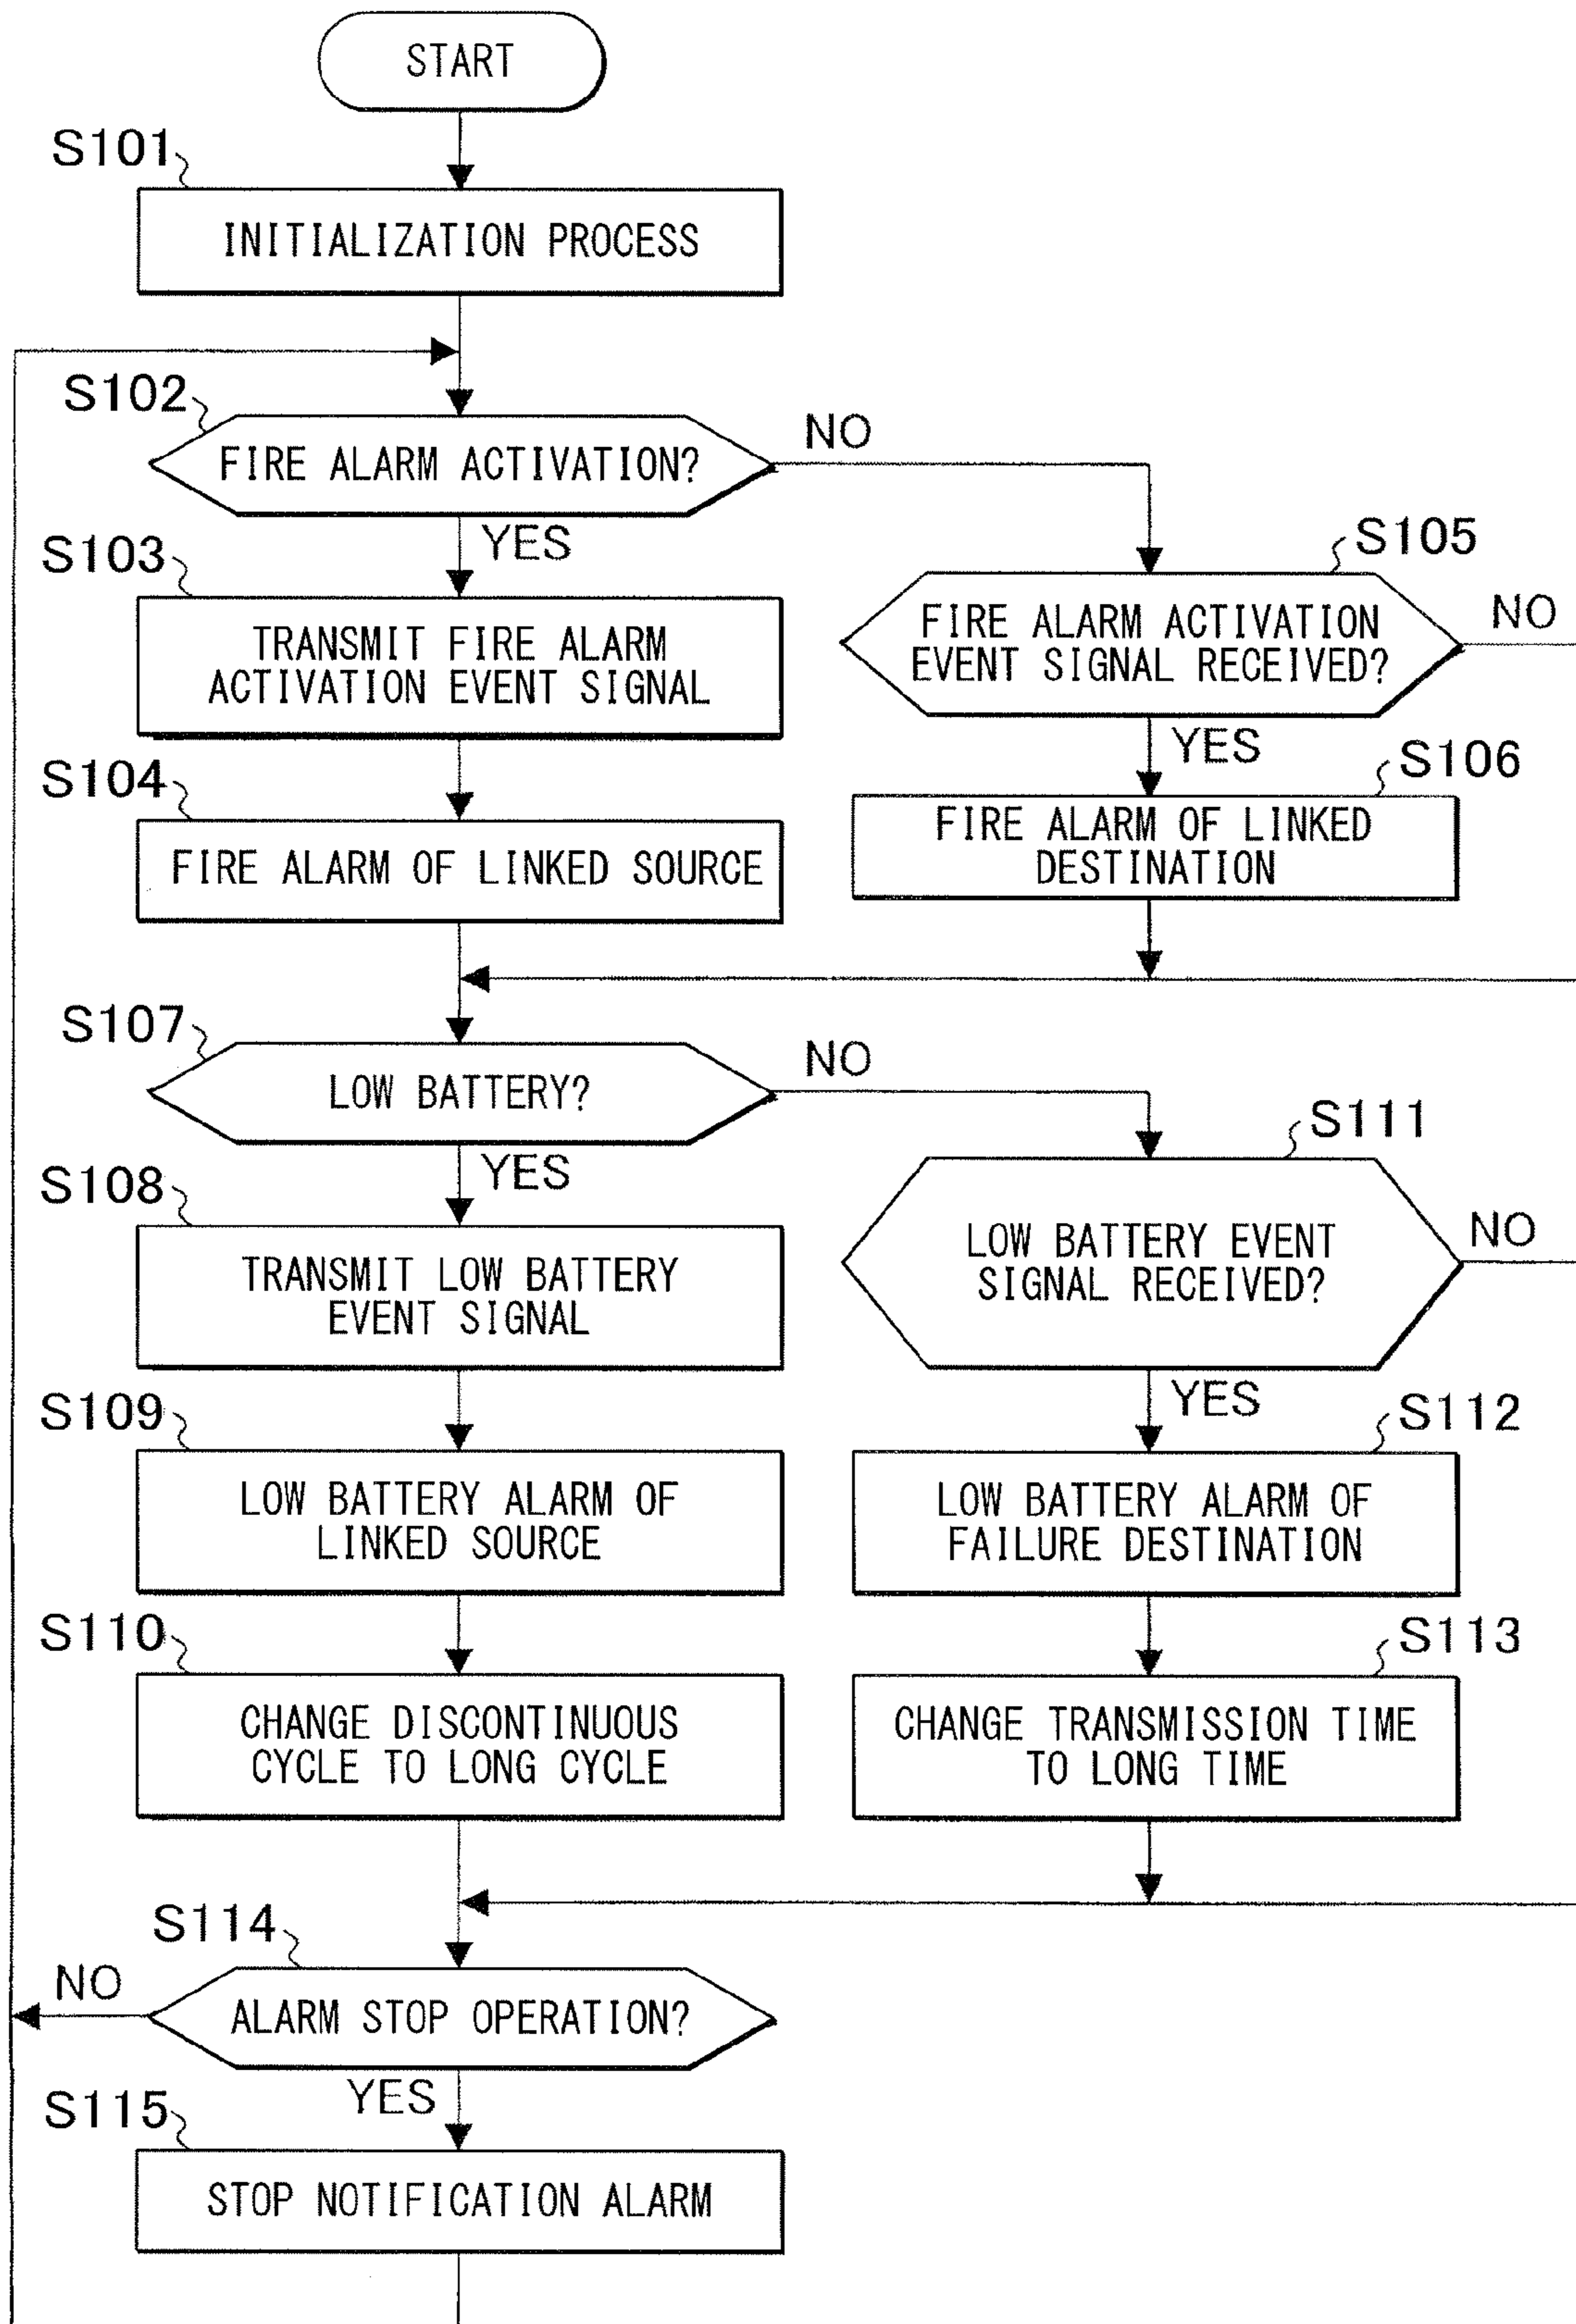 START
S101
INITIALIZATION PROCESS
S102
FIRE ALARM ACTIVATION?
NO
YES
S103
TRANSMIT FIRE ALARM
ACTIVATION EVENT SIGNAL
S104
FIRE ALARM OF LINKED SOURCE
S105
FIRE ALARM ACTIVATION
EVENT SIGNAL RECEIVED?
NO
YES
S106
FIRE ALARM OF LINKED
DESTINATION
S107
LOW BATTERY?
NO
YES
S108
TRANSMIT LOW BATTERY
EVENT SIGNAL
S109
LOW BATTERY ALARM OF
LINKED SOURCE
S110
CHANGE DISCONTINUOUS
CYCLE TO LONG CYCLE
S111
LOW BATTERY EVENT
SIGNAL RECEIVED?
NO
YES
S112
LOW BATTERY ALARM OF
FAILURE DESTINATION
S113
CHANGE TRANSMISSION TIME
TO LONG TIME
S114
NO
ALARM STOP OPERATION?
YES
S115
STOP NOTIFICATION ALARM